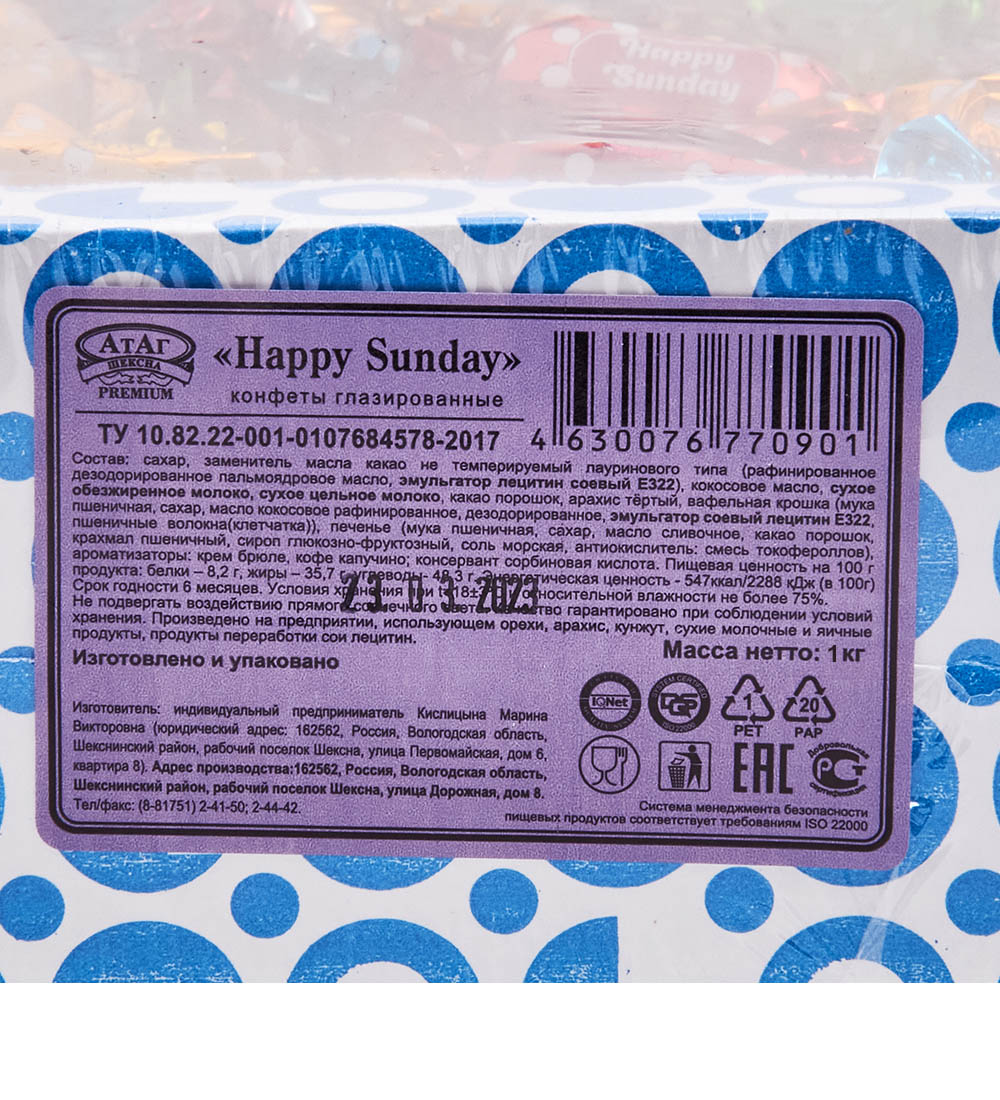 Happy
Sunday
АтАг
ШЕКСНА
PREMIUM
«Happy Sunday»
конфеты глазированные
ТУ 10.82.22-001-0107684578-2017
4 630076 770901
Состав: сахар, заменитель масла какао не темперируемый лауринового типа (рафинированное
дезодорированное пальмоядровое масло, эмульгатор лецитин соевый Е322), кокосовое масло, сухое
обезжиренное молоко, сухое цельное молоко, какао порошок, арахис тёртый, вафельная крошка (мука
пшеничная, сахар, масло кокосовое рафинированное, дезодорированное, эмульгатор соевый лецитин Е322,
пшеничные волокна(клетчатка)), печенье (мука пшеничная, сахар, масло сливочное, какао порошок,
крахмал пшеничный, сироп глюкозно-фруктозный, соль морская, антиокислитель: смесь токофероллов),
ароматизаторы: крем брюле, кофе капучино; консервант сорбиновая кислота. Пищевая ценность на 100 г
продукта: белки – 8,2 г, жиры – 35,7 углеводы - 48,3 г. Энергетическая ценность - 547ккал/2288 кДж (в 100г)
Срок годности 6 месяцев. Условия хранения при относительной влажности не более 75%.
23 0 2023
Не подвергать воздействию прямого солнечного света. Качество гарантировано при соблюдении условий
хранения. Произведено на предприятии, использующем орехи, арахис, кунжут, сухие молочные и яичные
продукты, продукты переработки сои лецитин.
Изготовлено и упаковано
Масса нетто: 1кг
Изготовитель: индивидуальный предприниматель Кислицына Марина
Викторовна (юридический адрес: 162562, Россия, Вологодская область,
Шекснинский район, рабочий поселок Шексна, улица Первомайская, дом 6,
квартира 8). Адрес производства:162562, Россия, Вологодская область,
Шекснинский район, рабочий поселок Шексна, улица Дорожная, дом 8.
Тел/факс: (8-81751) 2-41-50; 2-44-42.
IQNet
SYSTEM CERTIFIED
1
PET
20
PAP
EAC
Добровольная
сертификация
Система менеджмента безопасности
пищевых продуктов соответствует требованиям ISO 22000